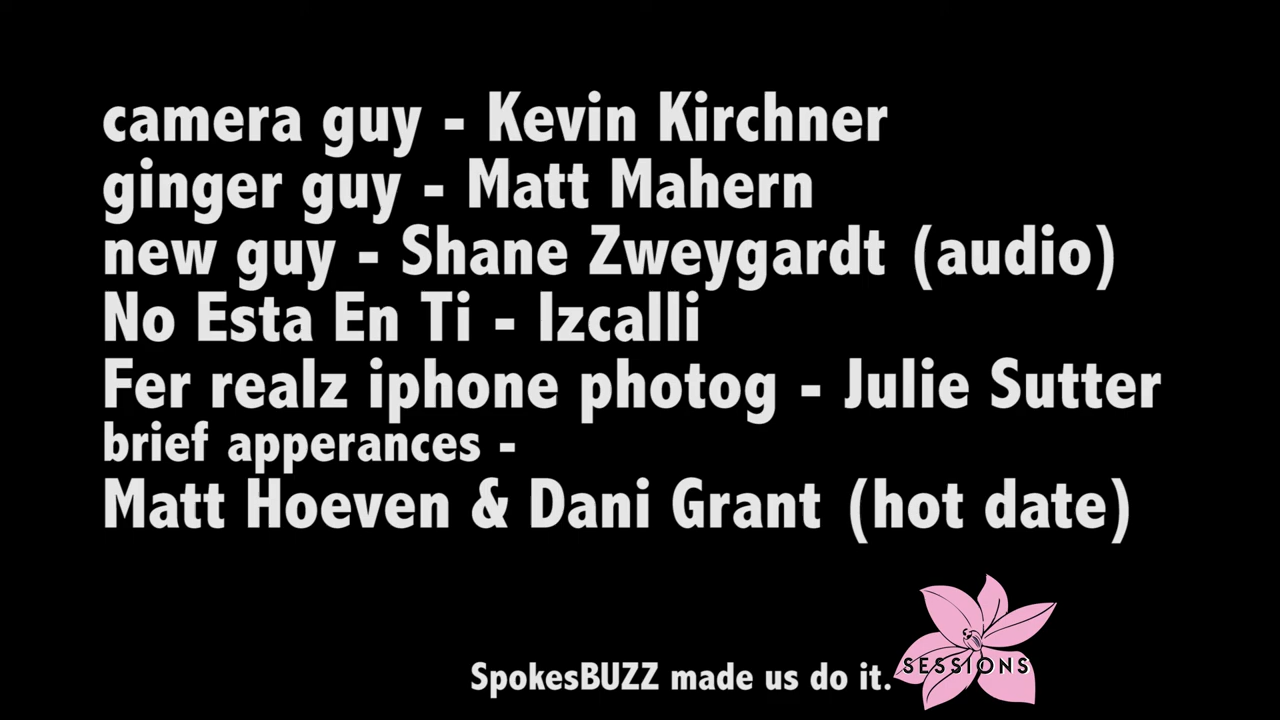 camera guy - Kevin Kirchner
ginger guy - Matt Mahern
new guy - Shane Zweygardt (audio)
No Esta En Ti - Izcalli
Fer realz iphone photog - Julie Sutter
brief apperances -
Matt Hoeven & Dani Grant (hot date)
SpokesBUZZ made us do it.
SESSIONS